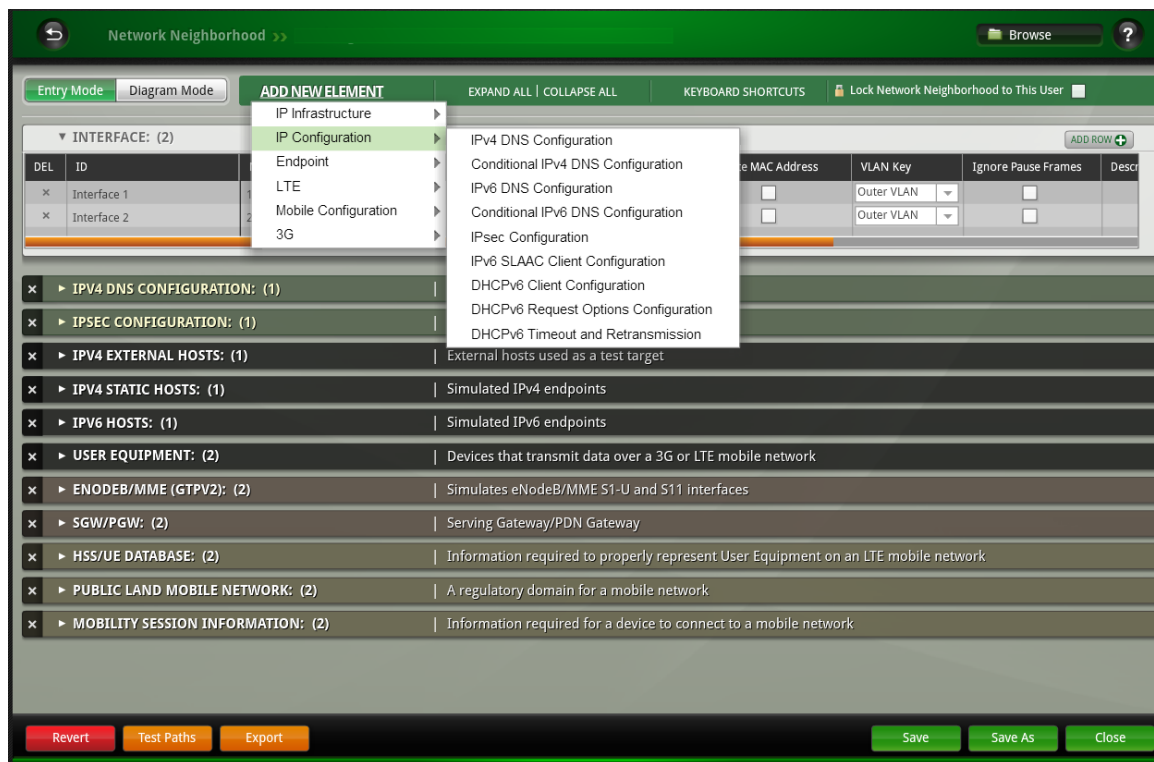 Network Neighborhood >>
Browse
?
Entry Mode
Diagram Mode
ADD NEW ELEMENT
EXPAND ALL | COLLAPSE ALL
KEYBOARD SHORTCUTS
Lock Network Neighborhood to This User
IP Infrastructure
IP Configuration
Endpoint
LTE
Mobile Configuration
3G
IPv4 DNS Configuration
Conditional IPv4 DNS Configuration
IPv6 DNS Configuration
Conditional IPv6 DNS Configuration
IPsec Configuration
IPv6 SLAAC Client Configuration
DHCPv6 Client Configuration
DHCPv6 Request Options Configuration
DHCPv6 Timeout and Retransmission
INTERFACE: (2)
ADD ROW
DEL ID MAC Address VLAN Key Ignore Pause Frames
× Interface 1 1 Outer VLAN
× Interface 2 2 Outer VLAN
× IPV4 DNS CONFIGURATION: (1) |
× IPSEC CONFIGURATION: (1) |
× IPV4 EXTERNAL HOSTS: (1) | External hosts used as a test target
× IPV4 STATIC HOSTS: (1) | Simulated IPv4 endpoints
× IPV6 HOSTS: (1) | Simulated IPv6 endpoints
× USER EQUIPMENT: (2) | Devices that transmit data over a 3G or LTE mobile network
× ENODEB/MME (GTPV2): (2) | Simulates eNodeB/MME S1-U and S11 interfaces
× SGW/PGW: (2) | Serving Gateway/PDN Gateway
× HSS/UE DATABASE: (2) | Information required to properly represent User Equipment on an LTE mobile network
× PUBLIC LAND MOBILE NETWORK: (2) | A regulatory domain for a mobile network
× MOBILITY SESSION INFORMATION: (2) | Information required for a device to connect to a mobile network
Revert
Test Paths
Export
Save
Save As
Close